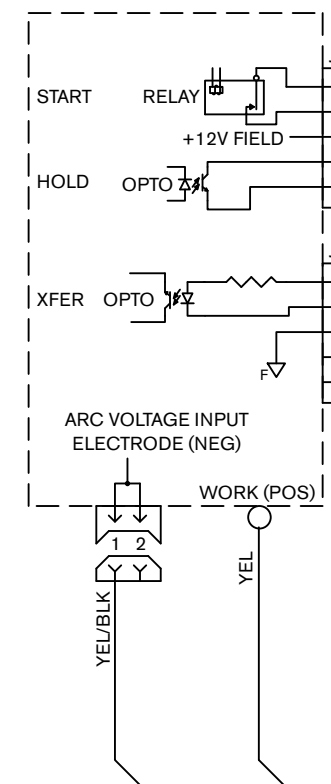 START RELAY
+12V FIELD
HOLD OPTO
XFER OPTO
F
ARC VOLTAGE INPUT
ELECTRODE (NEG)
WORK (POS)
1 2
YEL/BLK
YEL